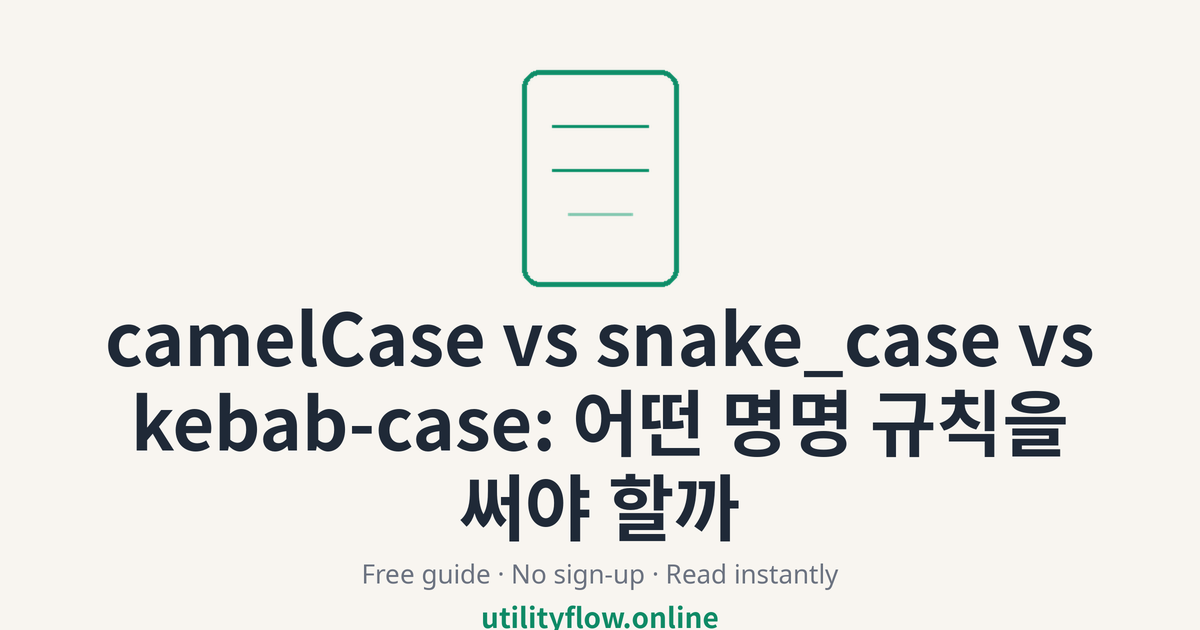 camelCase vs snake_case vs
kebab-case: 어떤 명명 규칙을
써야 할까
Free guide · No sign-up · Read instantly
utilityflow.online